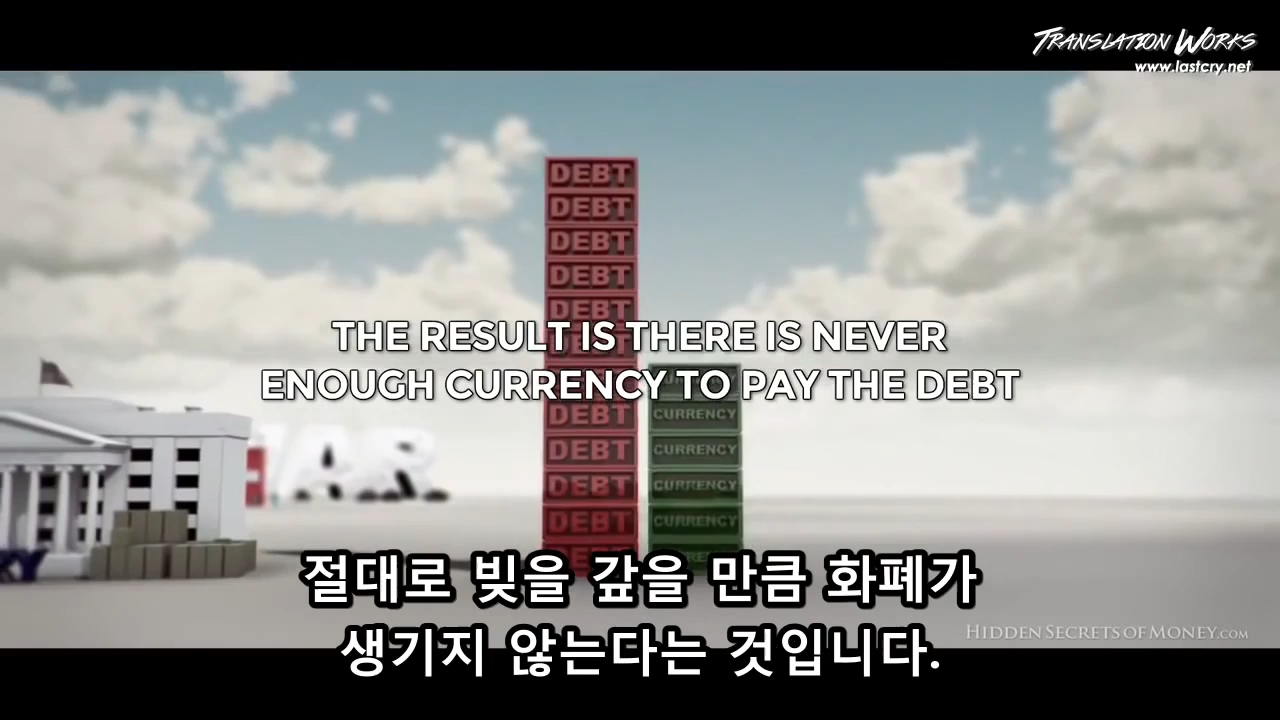 TRANSLATION WORKS
www.lastcry.net
DEBT
DEBT
DEBT
DEBT
DEBT
THE RESULT IS THERE IS NEVER
ENOUGH CURRENCY TO PAY THE DEBT
DEBT CURRENCY
DEBT CURRENCY
DEBT CURRENCY
DEBT CURRENCY
절대로 빚을 갚을 만큼 화폐가
생기지 않는다는 것입니다.
HIDDEN SECRETS OF MONEY.COM